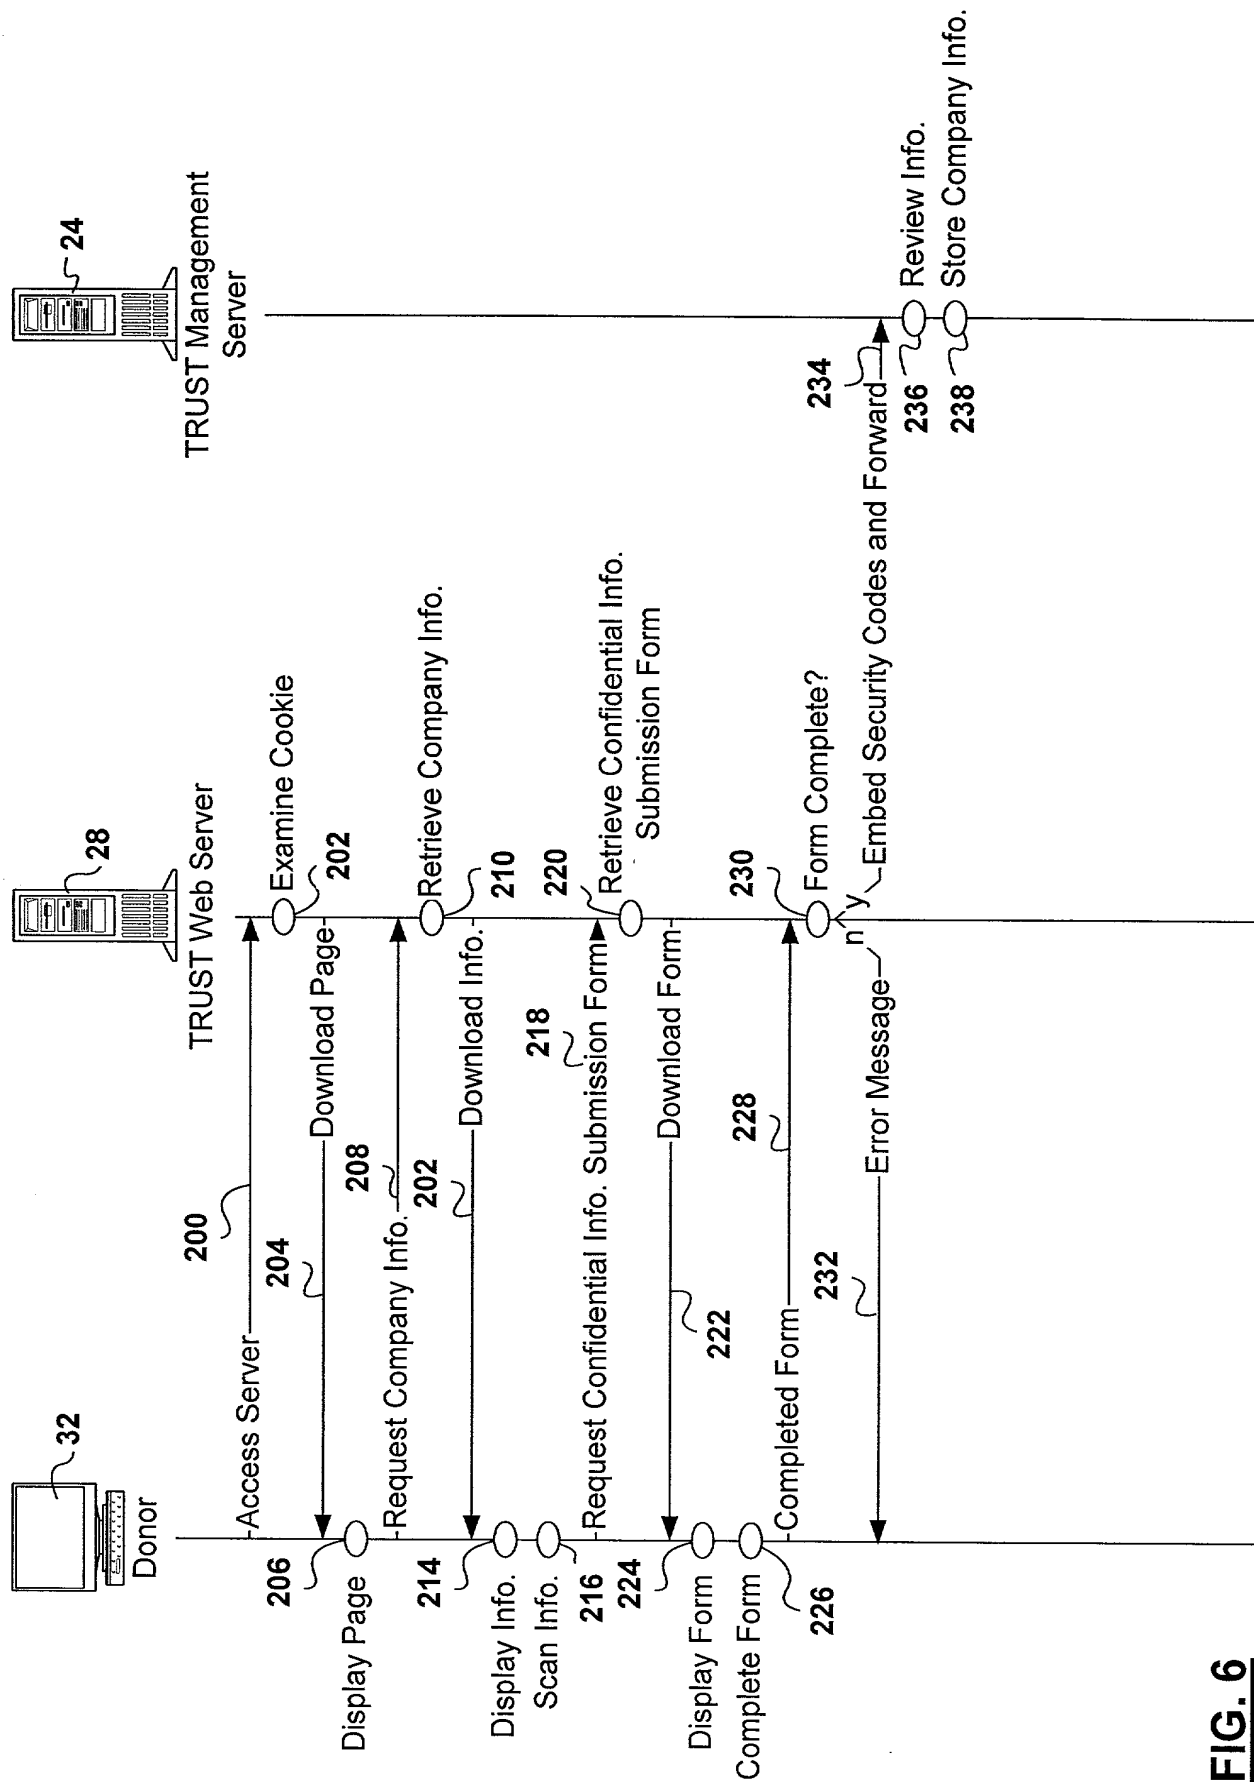 32
Donor
28
TRUST Web Server
24
TRUST Management
Server
200
Access Server
Examine Cookie
202
204
Download Page
206
Display Page
208
Request Company Info.
Retrieve Company Info.
210
202
Download Info.
214
Display Info.
Scan Info.
216
218
Request Confidential Info. Submission Form
220
Retrieve Confidential Info.
Submission Form
Download Form
222
224
Display Form
Complete Form
226
228
Completed Form
230
Form Complete?
n
y
Error Message
232
Embed Security Codes and Forward
234
236
Review Info.
238
Store Company Info.
FIG. 6